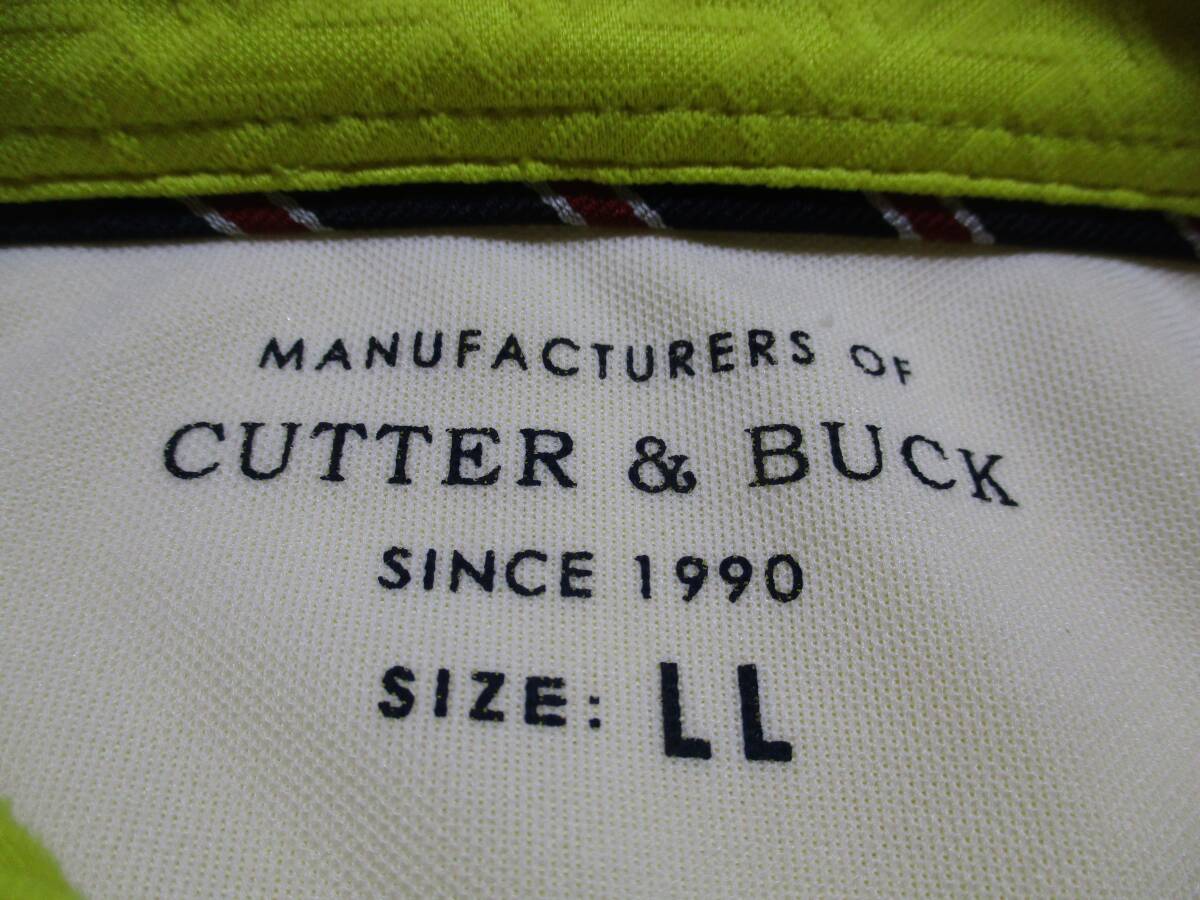 MANUFACTURERS OF
CUTTER & BUCK
SINCE 1990
SIZE: LL